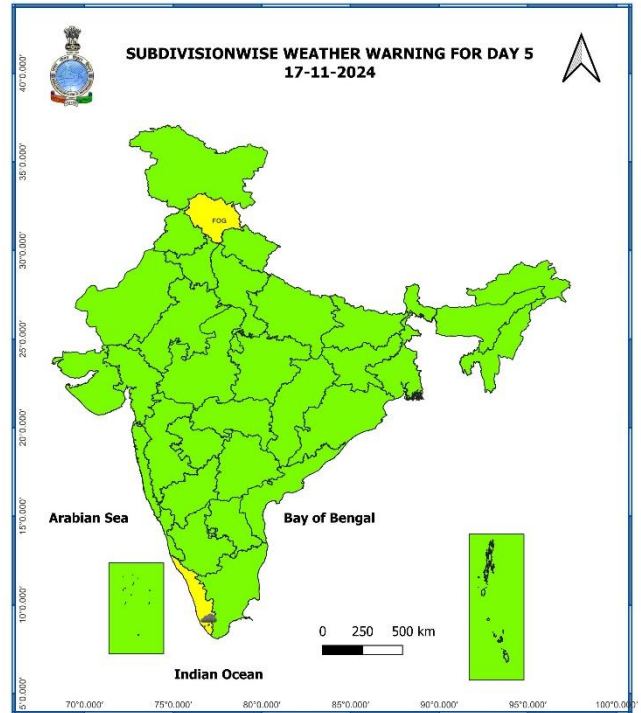 SUBDIVISIONWISE WEATHER WARNING FOR DAY 5
17-11-2024
40°0.000'
35°0.000'
30°0.000'
25°0.000'
20°0.000'
15°0.000'
10°0.000'
5°0.000'
FOG
Arabian Sea
Bay of Bengal
0 250 500 km
Indian Ocean
70°0.000' 75°0.000' 80°0.000' 85°0.000' 90°0.000' 95°0.000'